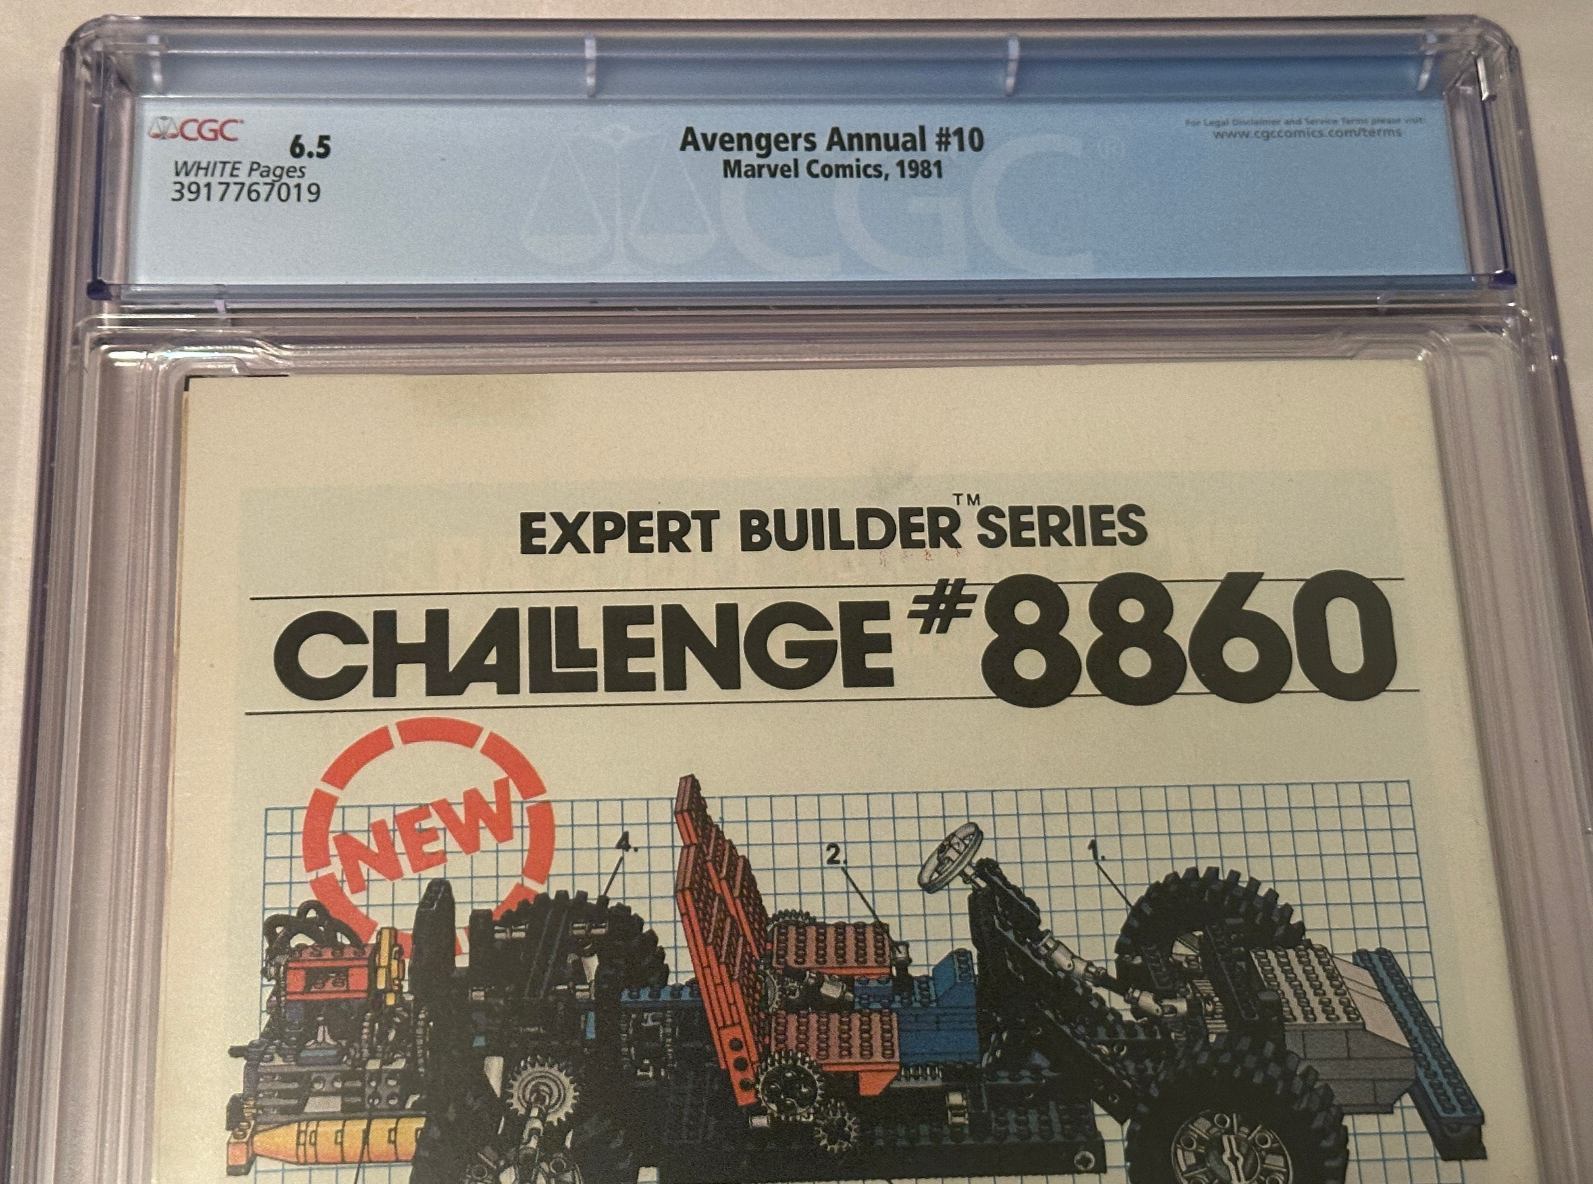 CGC
6.5
WHITE Pages
3917767019
Avengers Annual #10
Marvel Comics, 1981
For Legal Disclaimer and Service Terms please visit:
www.cgccomics.com/terms
CGC®
EXPERT BUILDER™ SERIES
CHALLENGE #8860
NEW
4.
2.
1.